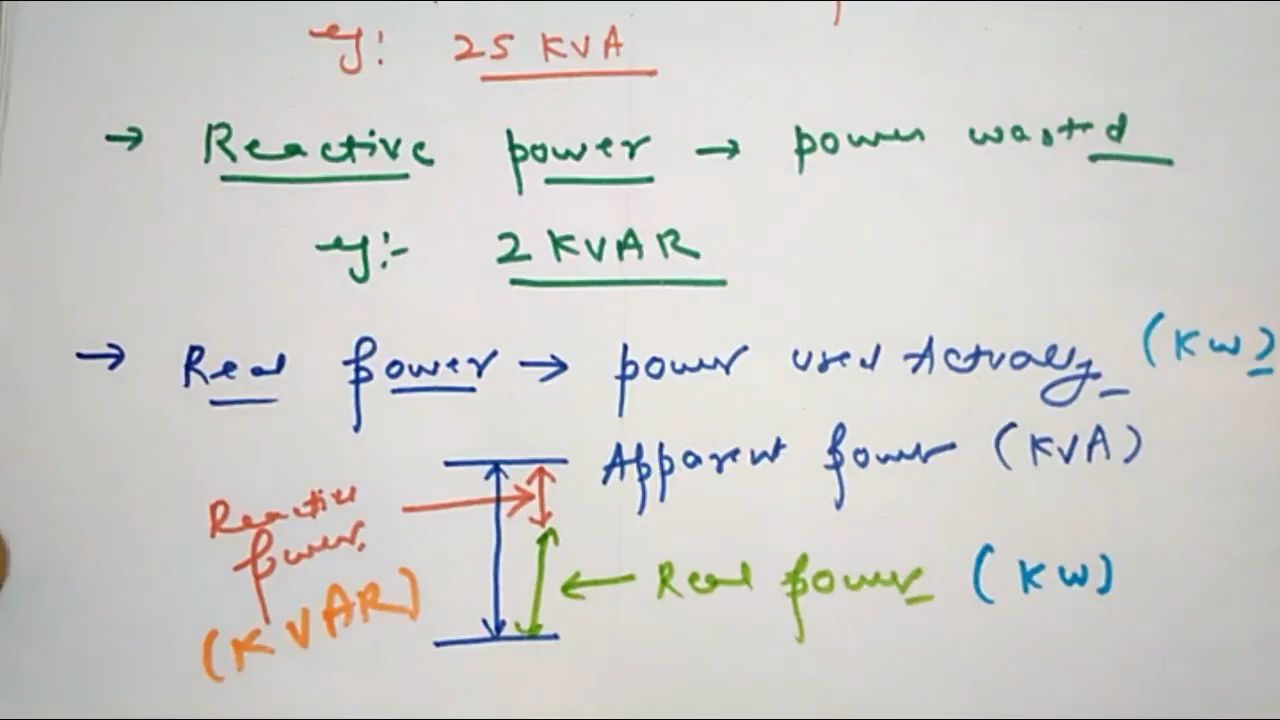 eg: 25 KVA
→ Reactive power → power wasted
eg:- 2 KVAR
→ Real power → power used Actually (KW)
Apparent power (KVA)
Reactive power.
(KVAR)
← Real power (KW)